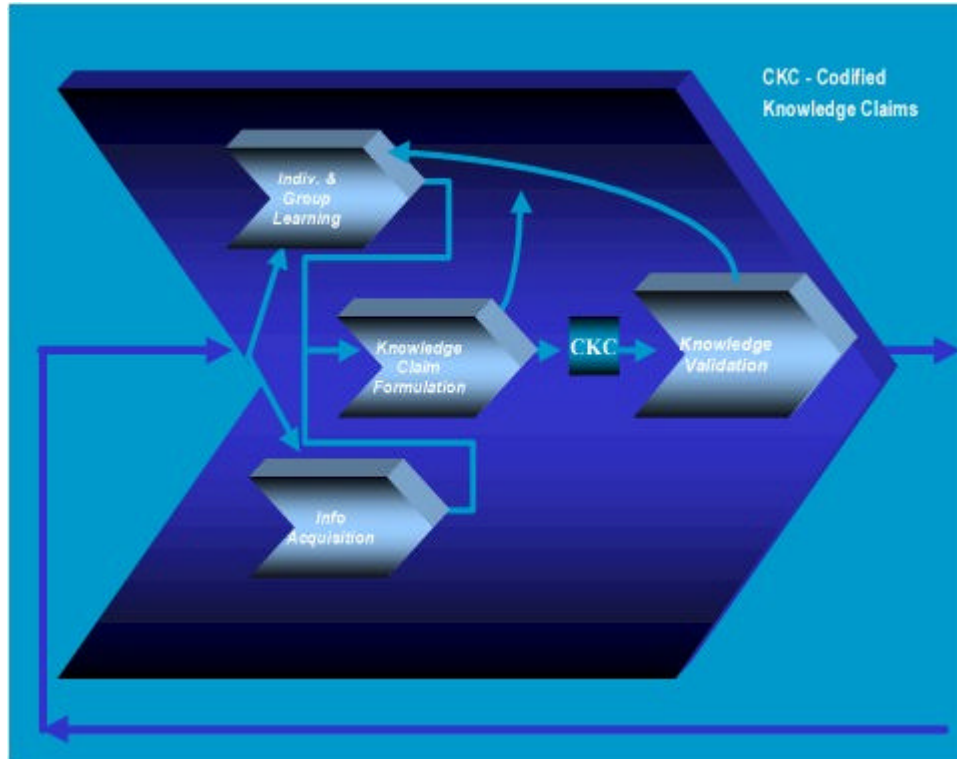 CKC - Codified
Knowledge Claims
Indiv. &
Group
Learning
Knowledge
Claim
Formulation
CKC
Knowledge
Validation
Info
Acquisition